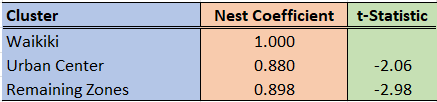 Cluster Nest Coefficient t-Statistic
Waikiki 1.000
Urban Center 0.880 -2.06
Remaining Zones 0.898 -2.98